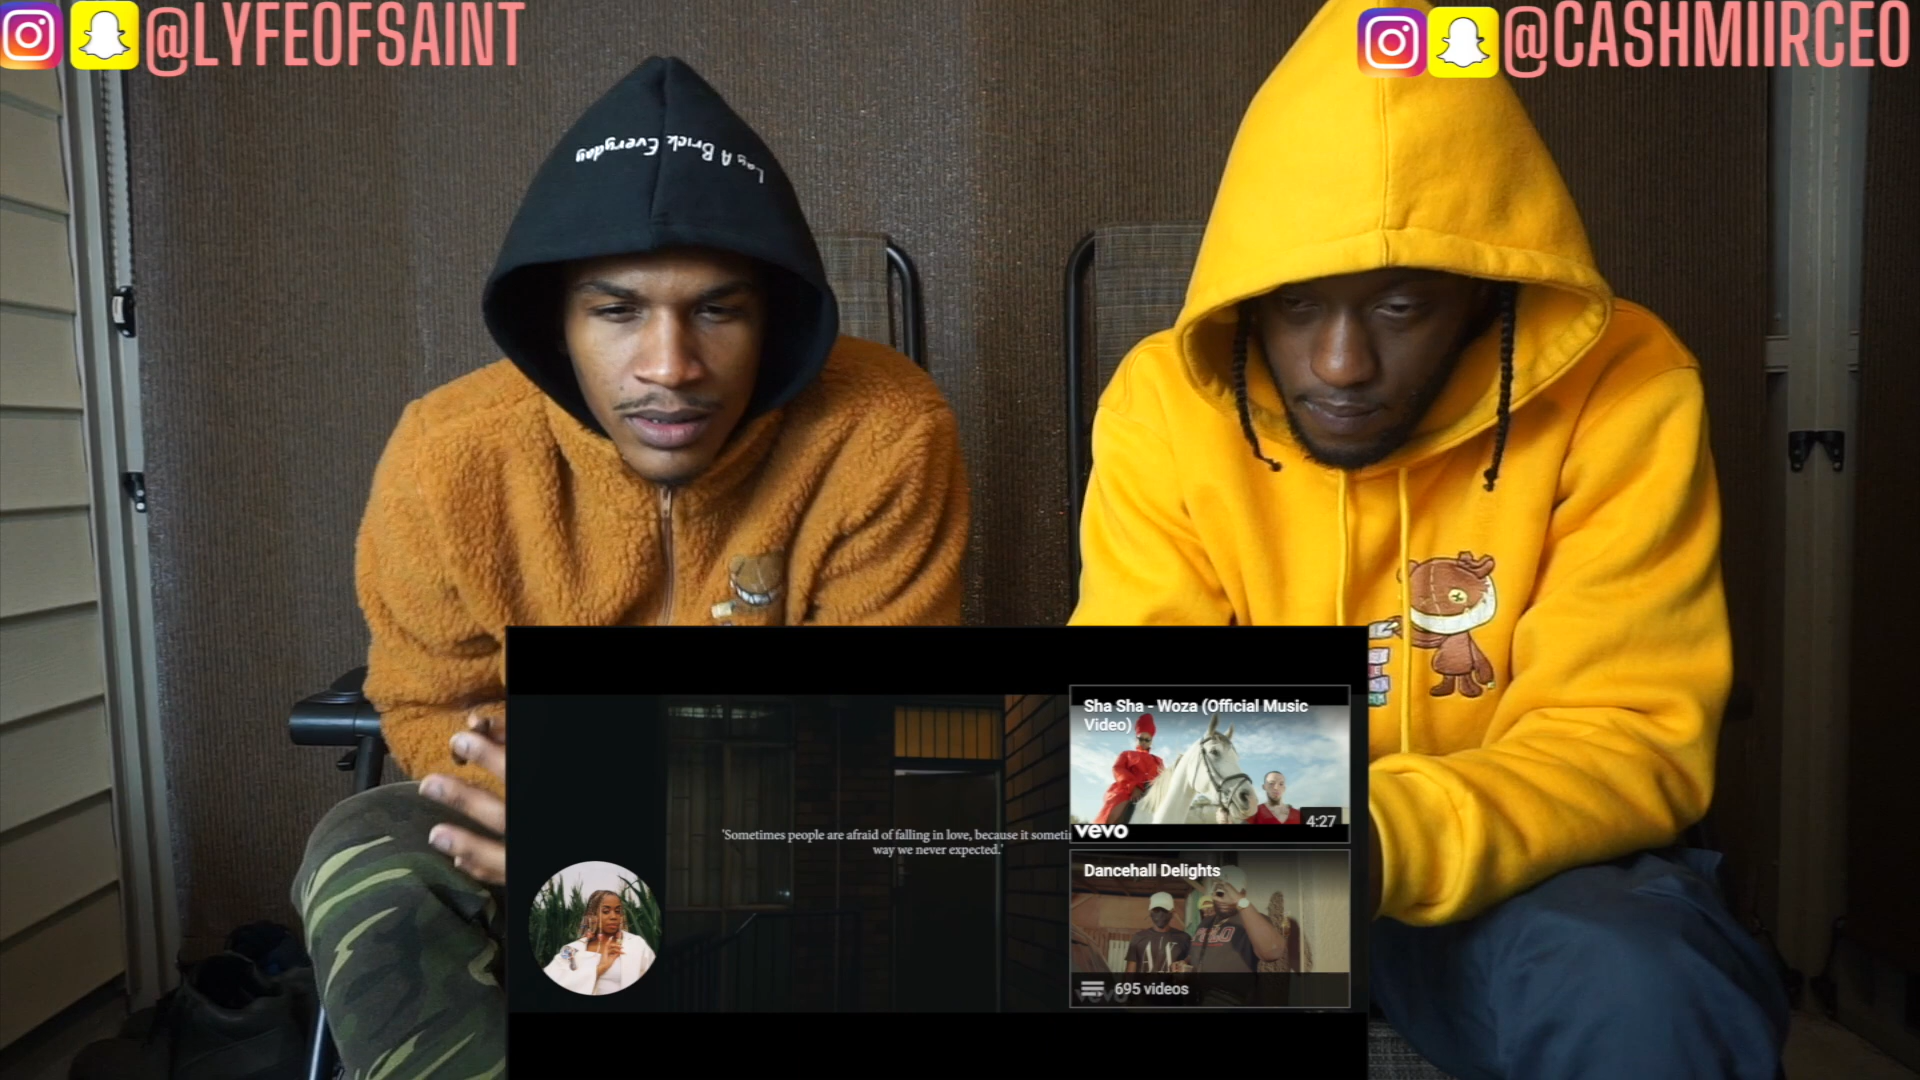 @LYFEOFSAINT
@CASHMIIRCEO
Lay A Brick Everyday
Sha Sha - Woza (Official Music
Video)
4:27
vevo
'Sometimes people are afraid of falling in love, because it someti
way we never expected.'
Dancehall Delights
695 videos
vevo